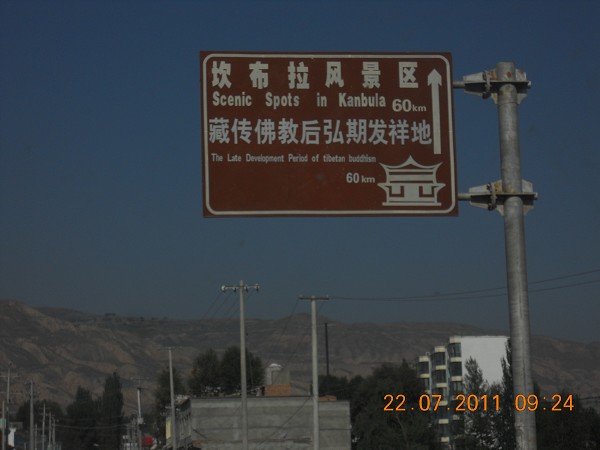 坎布拉风景区
Scenic Spots in Kanbula 60km
藏传佛教后弘期发祥地
The Late Development Period of tibetan buddhism
60 km
22.07.2011 09:24